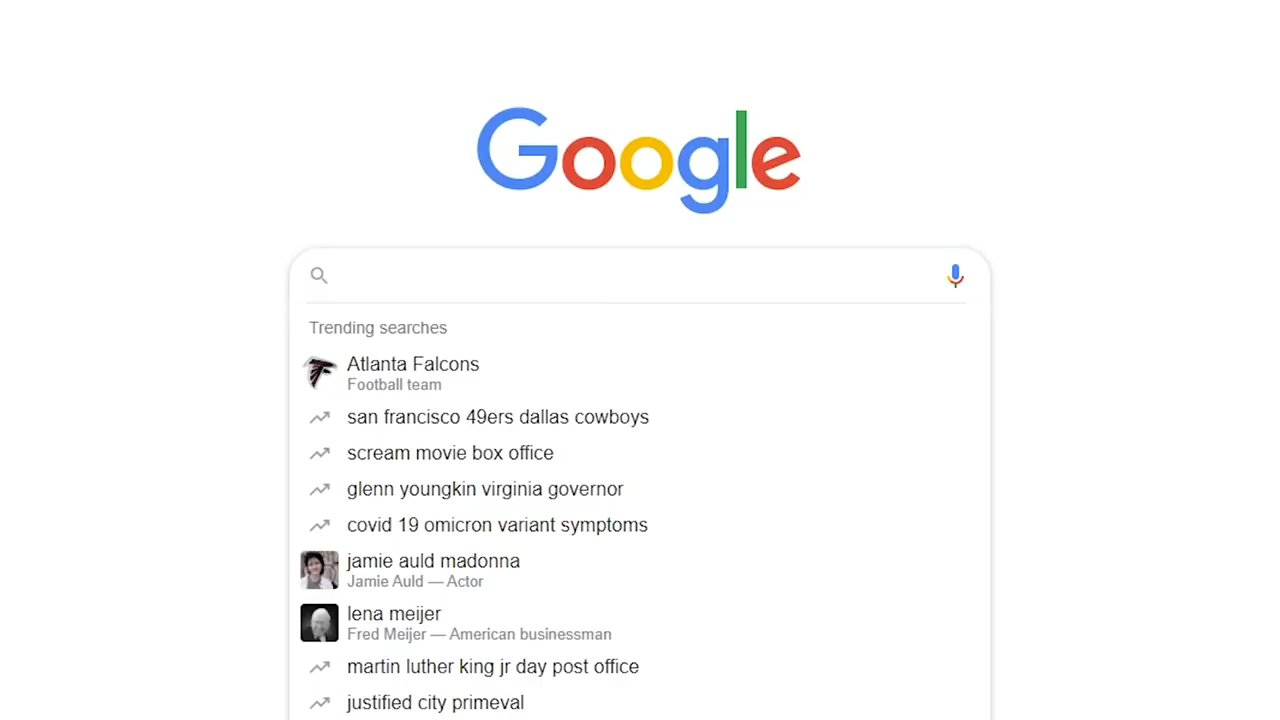 Google
Trending searches
Atlanta Falcons
Football team
san francisco 49ers dallas cowboys
scream movie box office
glenn youngkin virginia governor
covid 19 omicron variant symptoms
jamie auld madonna
Jamie Auld — Actor
lena meijer
Fred Meijer — American businessman
martin luther king jr day post office
justified city primeval